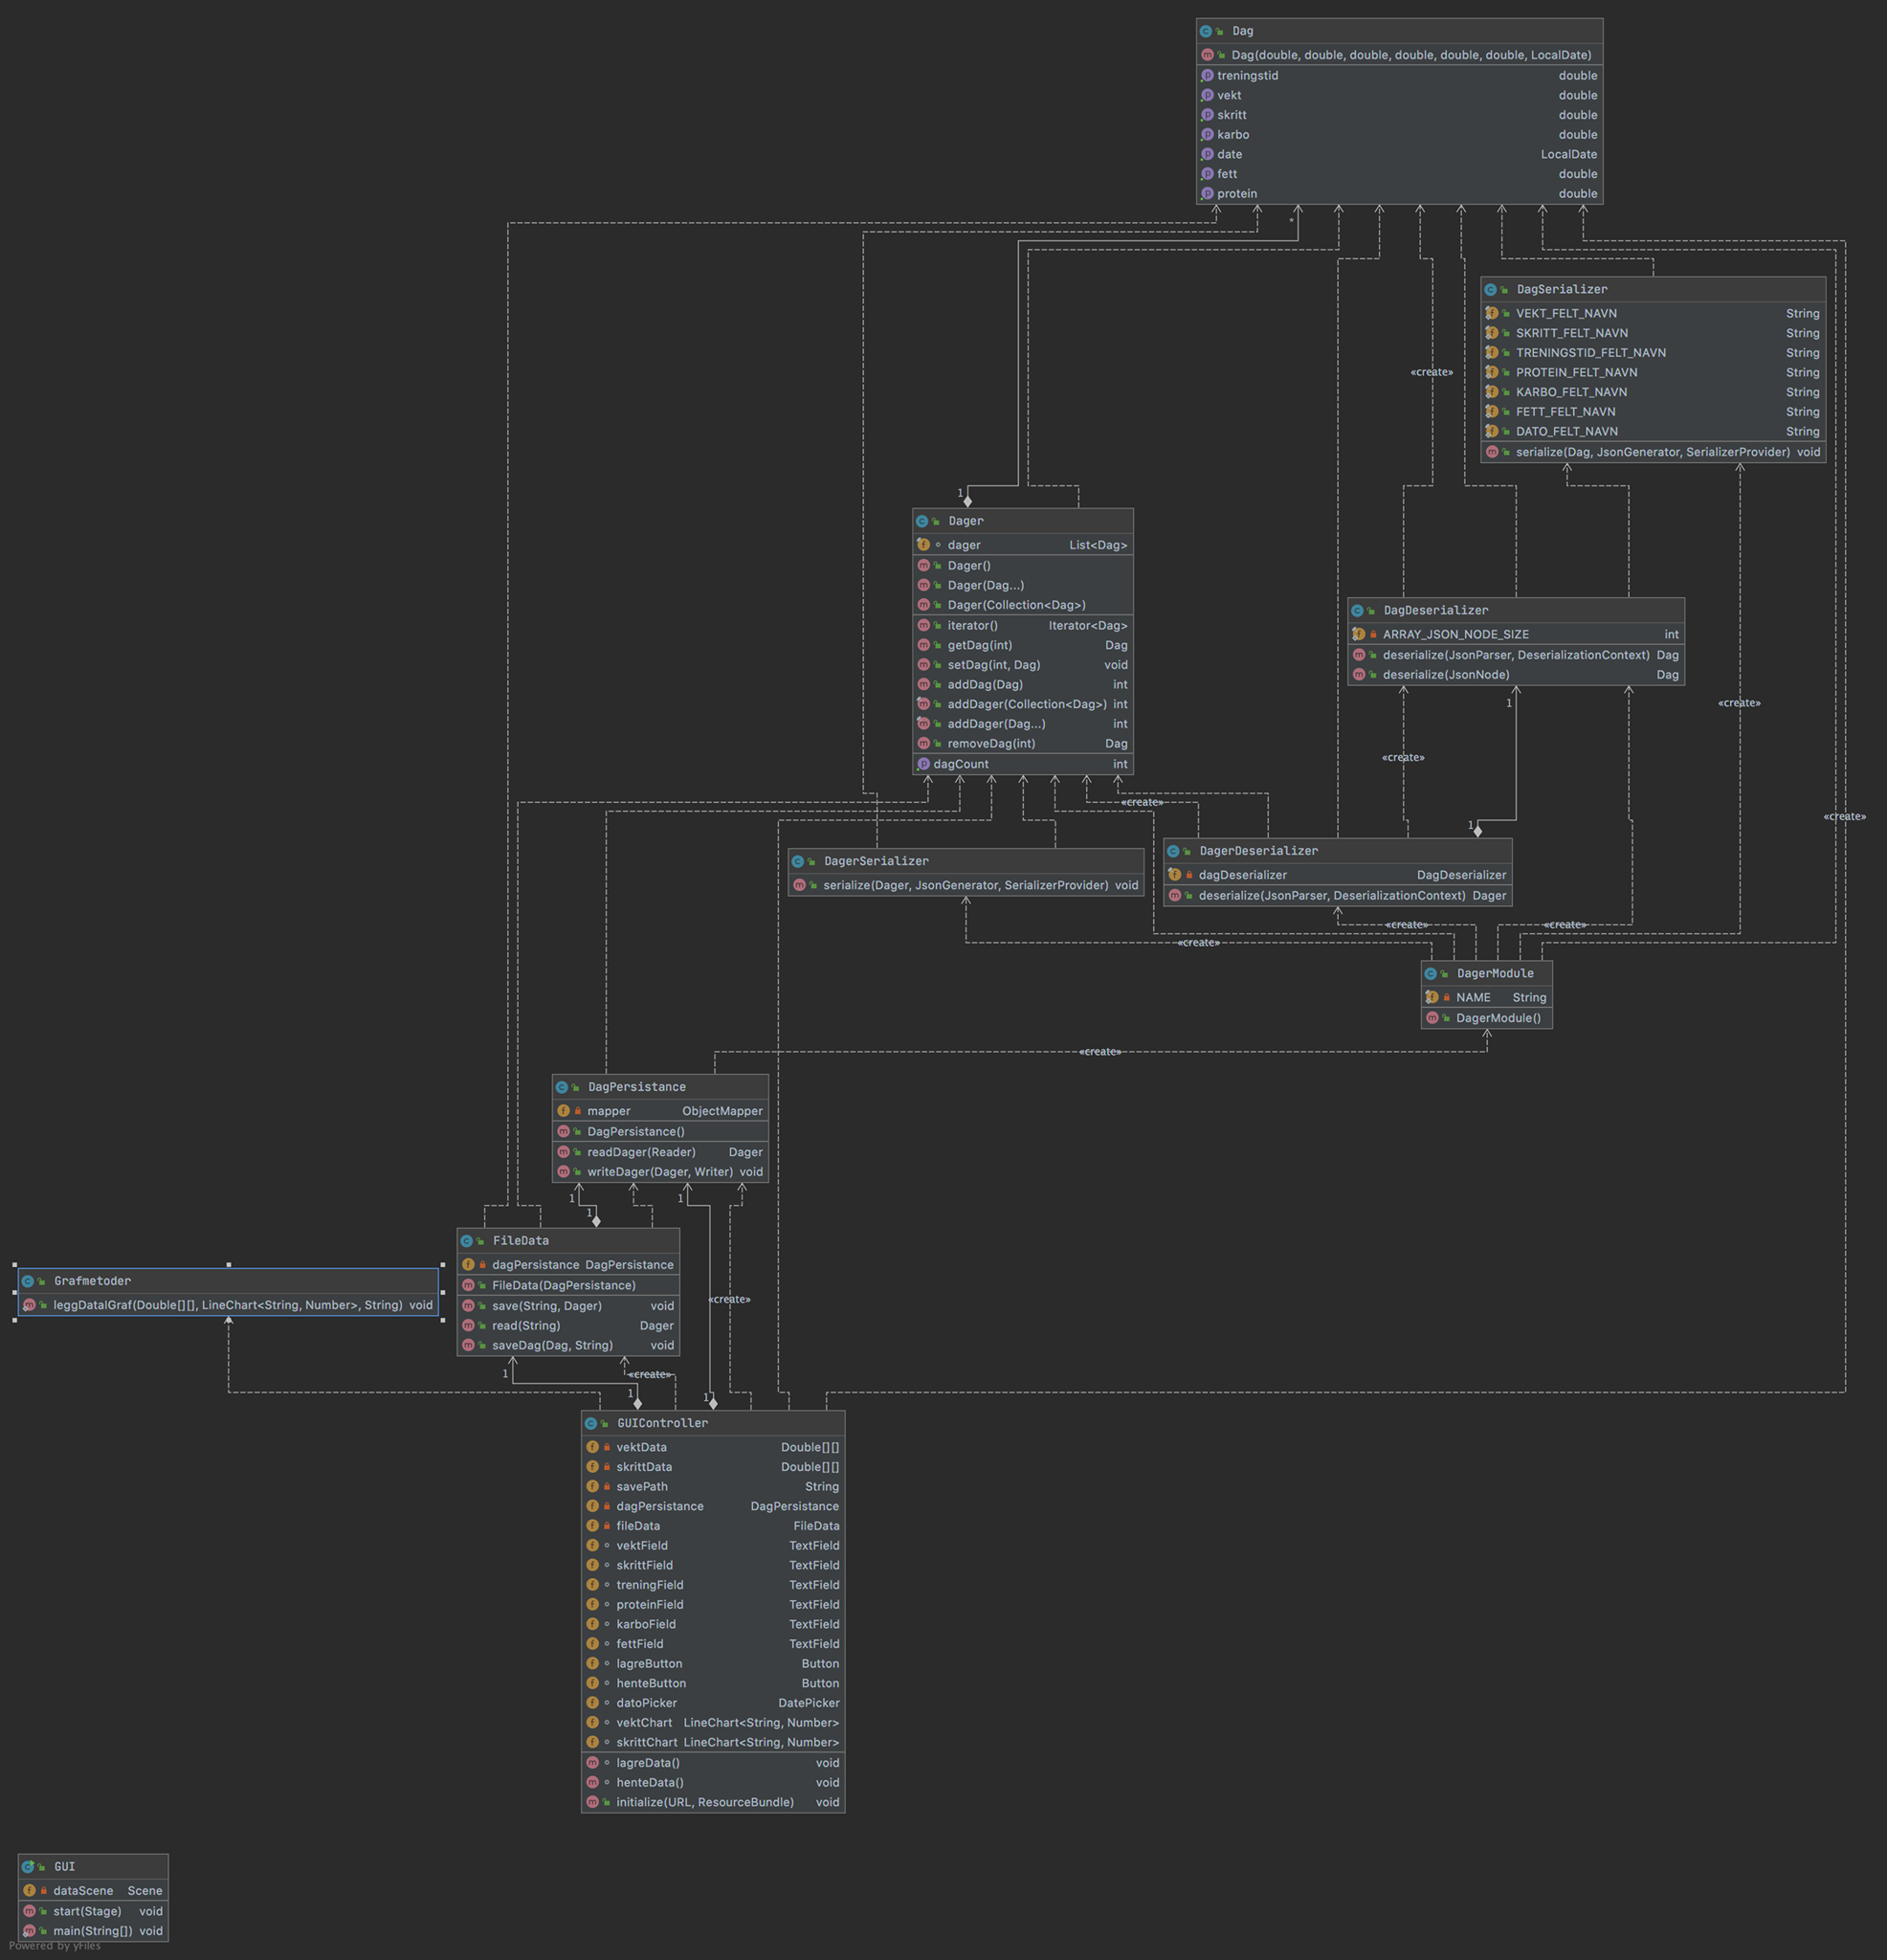 Dag
Dag(double, double, double, double, double, double, LocalDate)
treningstid double
vekt double
skritt double
karbo double
date LocalDate
fett double
protein double
*
DagSerializer
VEKT_FELT_NAVN String
SKRITT_FELT_NAVN String
TRENINGSTID_FELT_NAVN String
PROTEIN_FELT_NAVN String
KARBO_FELT_NAVN String
FETT_FELT_NAVN String
DATO_FELT_NAVN String
serialize(Dag, JsonGenerator, SerializerProvider) void
«create»
1
Dager
dager List<Dag>
Dager()
Dager(Dag...)
Dager(Collection<Dag>)
iterator() Iterator<Dag>
getDag(int) Dag
setDag(int, Dag) void
addDag(Dag) int
addDager(Collection<Dag>) int
addDager(Dag...) int
removeDag(int) Dag
dagCount int
DagDeserializer
ARRAY_JSON_NODE_SIZE int
deserialize(JsonParser, DeserializationContext) Dag
deserialize(JsonNode) Dag
1
«create»
«create»
«create»
«create»
1
DagerSerializer
serialize(Dager, JsonGenerator, SerializerProvider) void
DagerDeserializer
dagDeserializer DagDeserializer
deserialize(JsonParser, DeserializationContext) Dager
«create»
«create»
«create»
DagerModule
NAME String
DagerModule()
«create»
DagPersistance
mapper ObjectMapper
DagPersistance()
readDager(Reader) Dager
writeDager(Dager, Writer) void
1
1
1
FileData
dagPersistance DagPersistance
FileData(DagPersistance)
save(String, Dager) void
read(String) Dager
saveDag(Dag, String) void
Grafmetoder
leggDataIGraf(Double[][], LineChart<String, Number>, String) void
«create»
1
«create»
1
1
GUIController
vektData Double[][]
skrittData Double[][]
savePath String
dagPersistance DagPersistance
fileData FileData
vektField TextField
skrittField TextField
treningField TextField
proteinField TextField
karboField TextField
fettField TextField
lagreButton Button
henteButton Button
datoPicker DatePicker
vektChart LineChart<String, Number>
skrittChart LineChart<String, Number>
lagreData() void
henteData() void
initialize(URL, ResourceBundle) void
GUI
dataScene Scene
start(Stage) void
main(String[]) void
Powered by yFiles